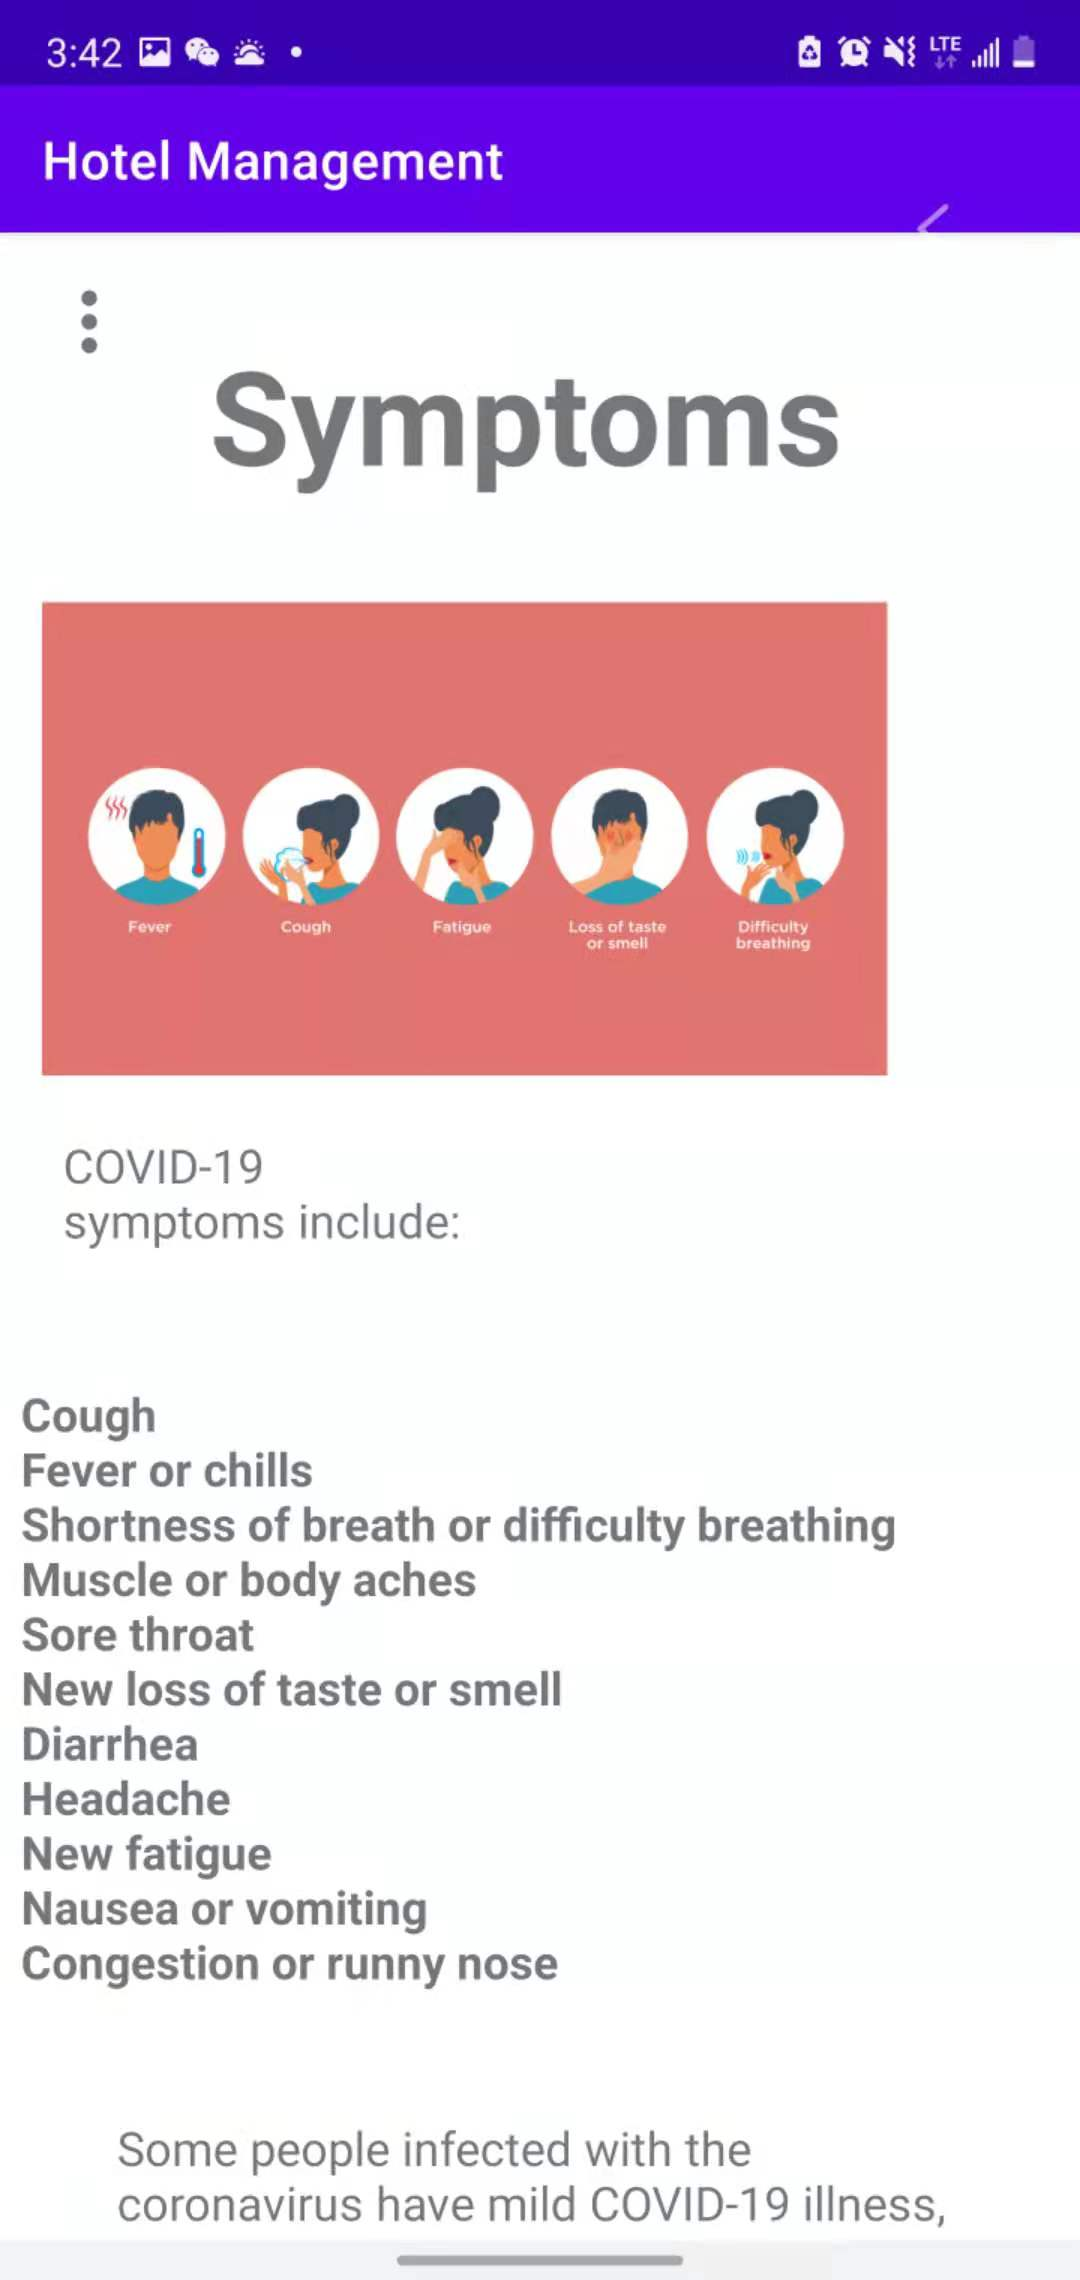 3:42
LTE
Hotel Management
Symptoms
Fever
Cough
Fatigue
Loss of taste
or smell
Difficulty
breathing
COVID-19
symptoms include:
Cough
Fever or chills
Shortness of breath or difficulty breathing
Muscle or body aches
Sore throat
New loss of taste or smell
Diarrhea
Headache
New fatigue
Nausea or vomiting
Congestion or runny nose
Some people infected with the
coronavirus have mild COVID-19 illness,